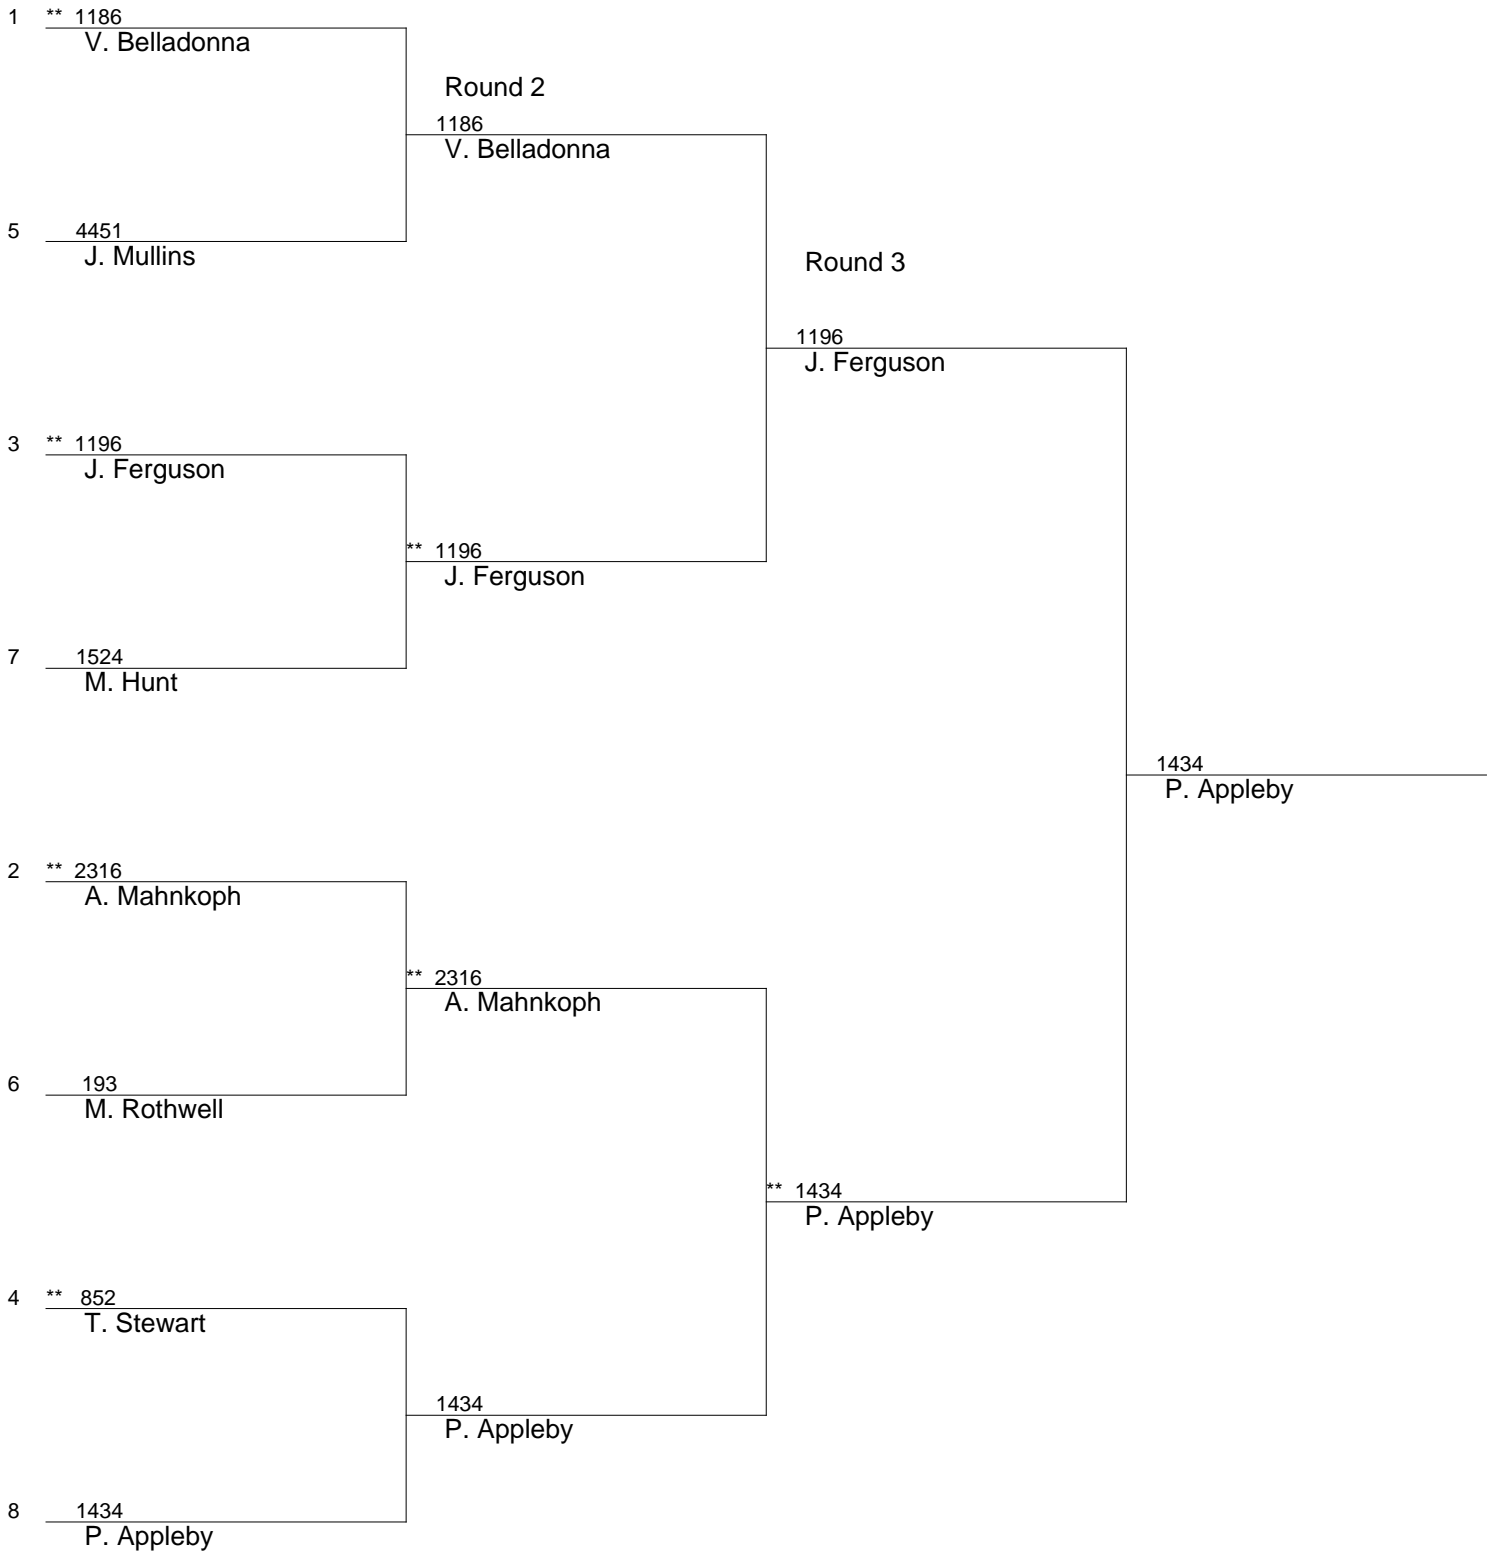 1 ** 1186
V. Belladonna
Round 2
1186
V. Belladonna
5 4451
J. Mullins
Round 3
1196
J. Ferguson
3 ** 1196
J. Ferguson
** 1196
J. Ferguson
7 1524
M. Hunt
1434
P. Appleby
2 ** 2316
A. Mahnkoph
** 2316
A. Mahnkoph
6 193
M. Rothwell
** 1434
P. Appleby
4 ** 852
T. Stewart
1434
P. Appleby
8 1434
P. Appleby